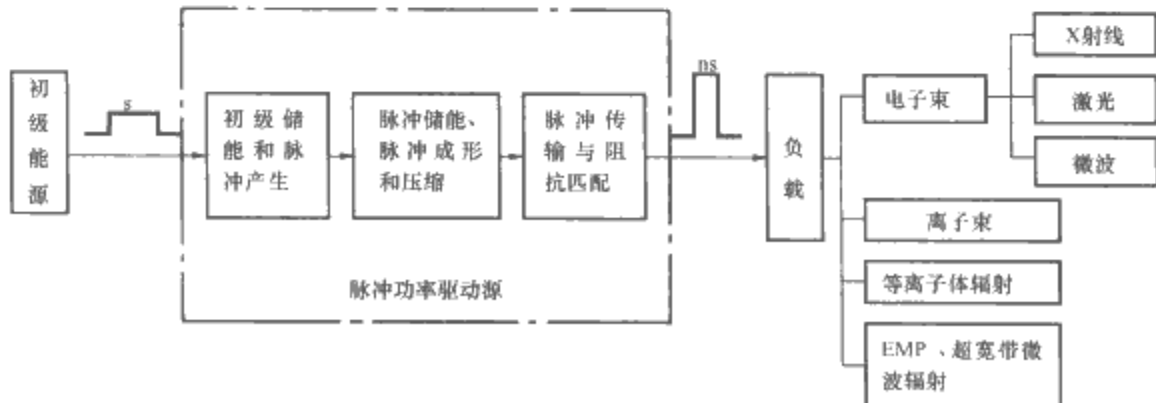 初
级
能
源
s
初级储
能和脉
冲产生
脉冲储能、
脉冲成形
和压缩
脉冲传
输与阻
抗匹配
脉冲功率驱动源
ns
负
载
电子束
X射线
激光
微波
离子束
等离子体辐射
EMP、超宽带微
波辐射